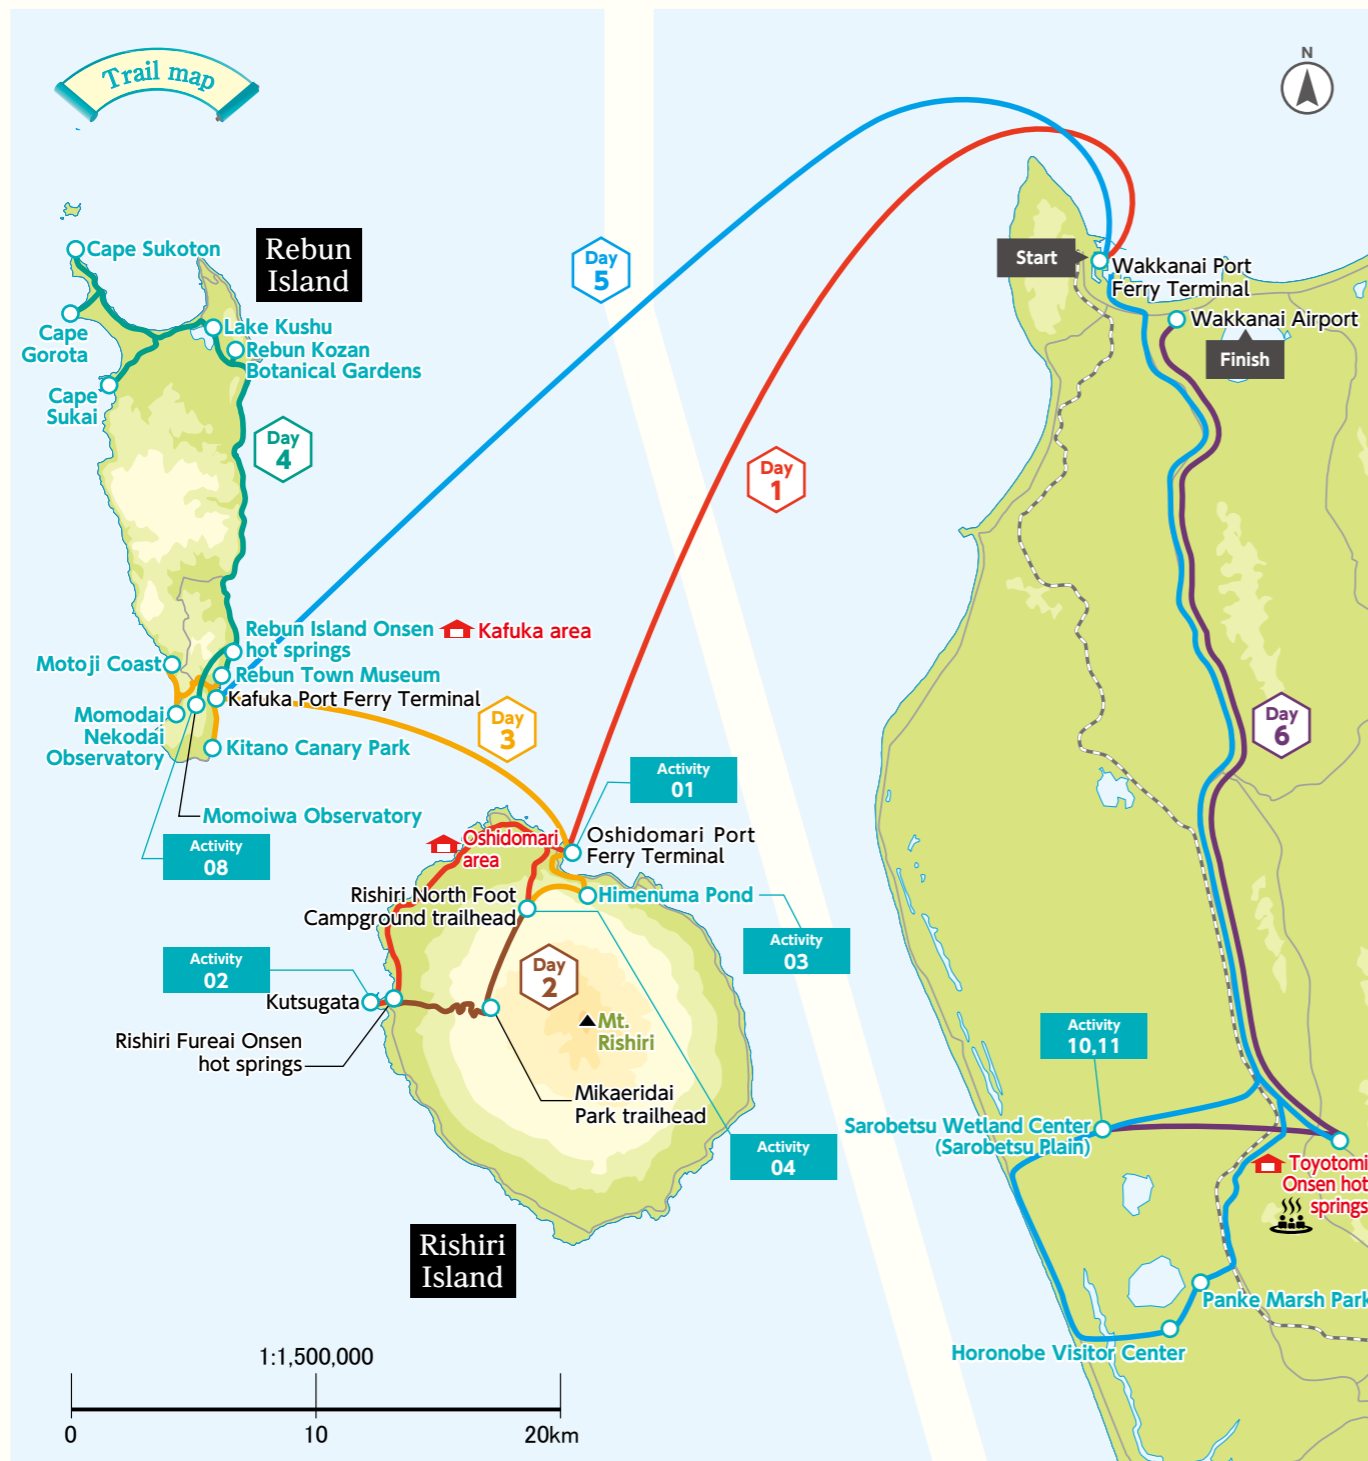 Trail map
N
Cape Sukoton
Rebun
Island
Day
5
Start
Wakkanai Port
Ferry Terminal
Wakkanai Airport
Finish
Cape
Gorota
Lake Kushu
Rebun Kozan
Botanical Gardens
Cape
Sukai
Day
4
Day
1
Rebun Island Onsen
hot springs
Kafuka area
Motoji Coast
Rebun Town Museum
Kafuka Port Ferry Terminal
Momodai
Nekodai
Observatory
Kitano Canary Park
Day
3
Day
6
Activity
01
Momoiwa Observatory
Activity
08
Oshidomari
area
Oshidomari Port
Ferry Terminal
Rishiri North Foot
Campground trailhead
Himenuma Pond
Activity
03
Activity
02
Day
2
Kutsugata
Mt.
Rishiri
Rishiri Fureai Onsen
hot springs
Activity
10,11
Mikaeridai
Park trailhead
Sarobetsu Wetland Center
(Sarobetsu Plain)
Activity
04
Toyotomi
Onsen hot
springs
Rishiri
Island
Panke Marsh Park
Horonobe Visitor Center
1:1,500,000
0
10
20km